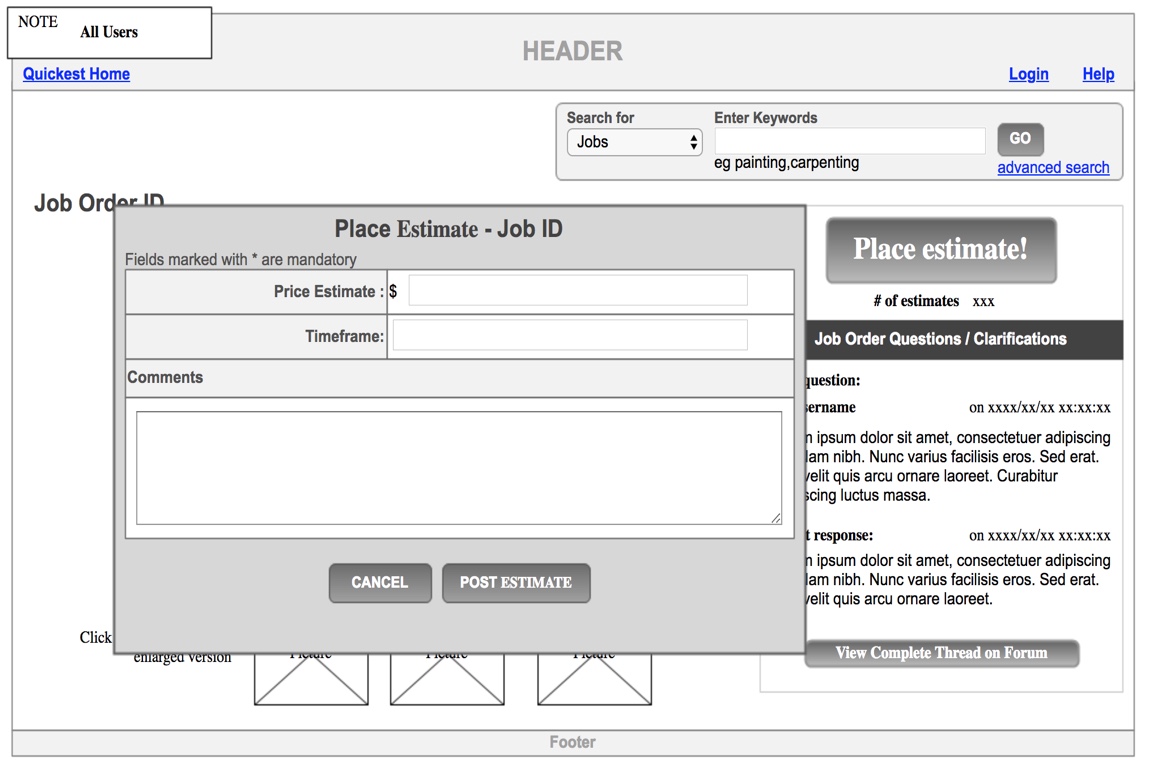 NOTE
All Users
HEADER
Quickest Home
Login
Help
Search for
Enter Keywords
Jobs
GO
eg painting,carpenting
advanced search
Job Order ID
Place Estimate - Job ID
Fields marked with * are mandatory
Price Estimate : $
Timeframe:
Comments
CANCEL
POST ESTIMATE
Place estimate!
# of estimates xxx
Job Order Questions / Clarifications
question:
on xxxx/xx/xx xx:xx:xx
ipsum dolor sit amet, consectetuer adipiscing
nibh. Nunc varius facilisis eros. Sed erat.
velit quis arcu ornare laoreet. Curabitur
luctus massa.
response:
on xxxx/xx/xx xx:xx:xx
ipsum dolor sit amet, consectetuer adipiscing
nibh. Nunc varius facilisis eros. Sed erat.
velit quis arcu ornare laoreet.
View Complete Thread on Forum
Click
enlarged version
Picture
Picture
Picture
Footer